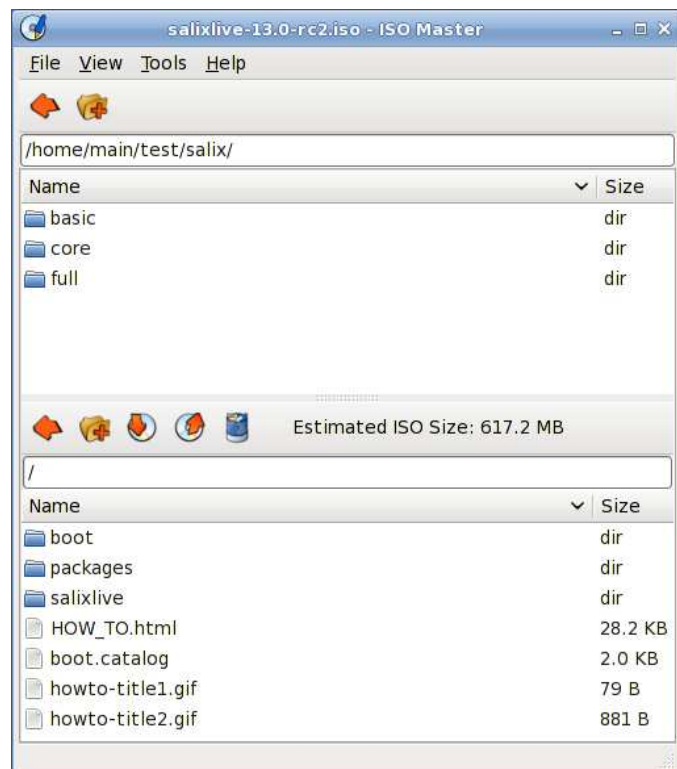 salixlive-13.0-rc2.iso - ISO Master
File View Tools Help
/home/main/test/salix/
Name Size
basic dir
core dir
full dir
Estimated ISO Size: 617.2 MB
/
Name Size
boot dir
packages dir
salixlive dir
HOW_TO.html 28.2 KB
boot.catalog 2.0 KB
howto-title1.gif 79 B
howto-title2.gif 881 B